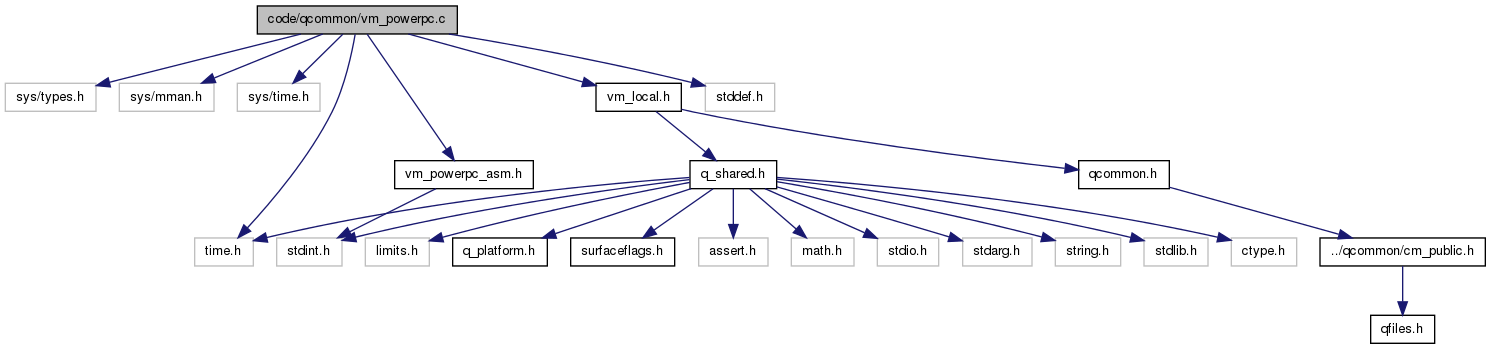 code/qcommon/vm_powerpc.c
sys/types.h
sys/mman.h
sys/time.h
vm_local.h
stddef.h
vm_powerpc_asm.h
q_shared.h
qcommon.h
time.h
stdint.h
limits.h
q_platform.h
surfaceflags.h
assert.h
math.h
stdio.h
stdarg.h
string.h
stdlib.h
ctype.h
../qcommon/cm_public.h
qfiles.h